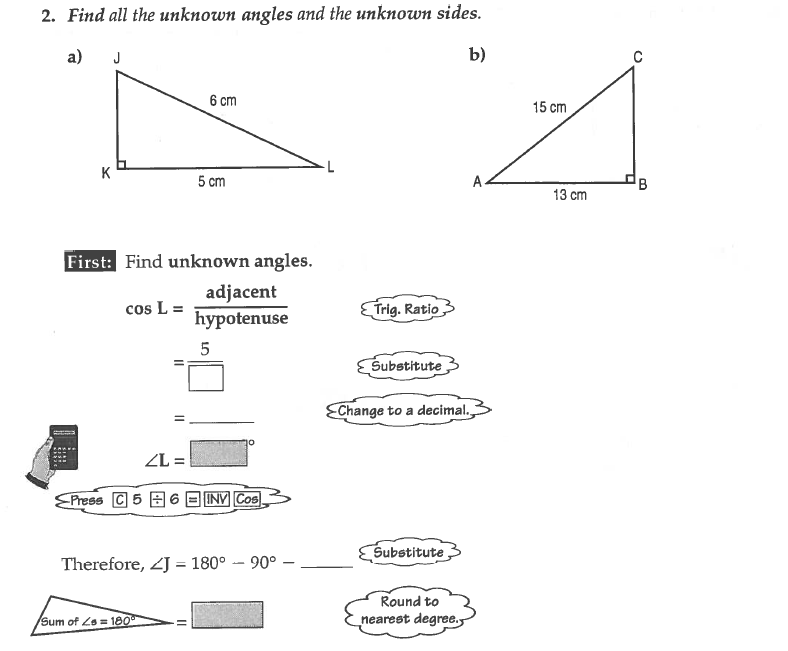 2. Find all the unknown angles and the unknown sides.
a)
J
6 cm
K
L
5 cm
b)
C
15 cm
A
B
13 cm
First: Find unknown angles.
cos L = adjacent
hypotenuse
Trig. Ratio
= 5
Substitute
= ______
Change to a decimal.
∠L = °
Press C 5 ÷ 6 = INV Cos
Therefore, ∠J = 180° − 90° − ______
Substitute
Sum of ∠s = 180°
=
Round to
nearest degree.